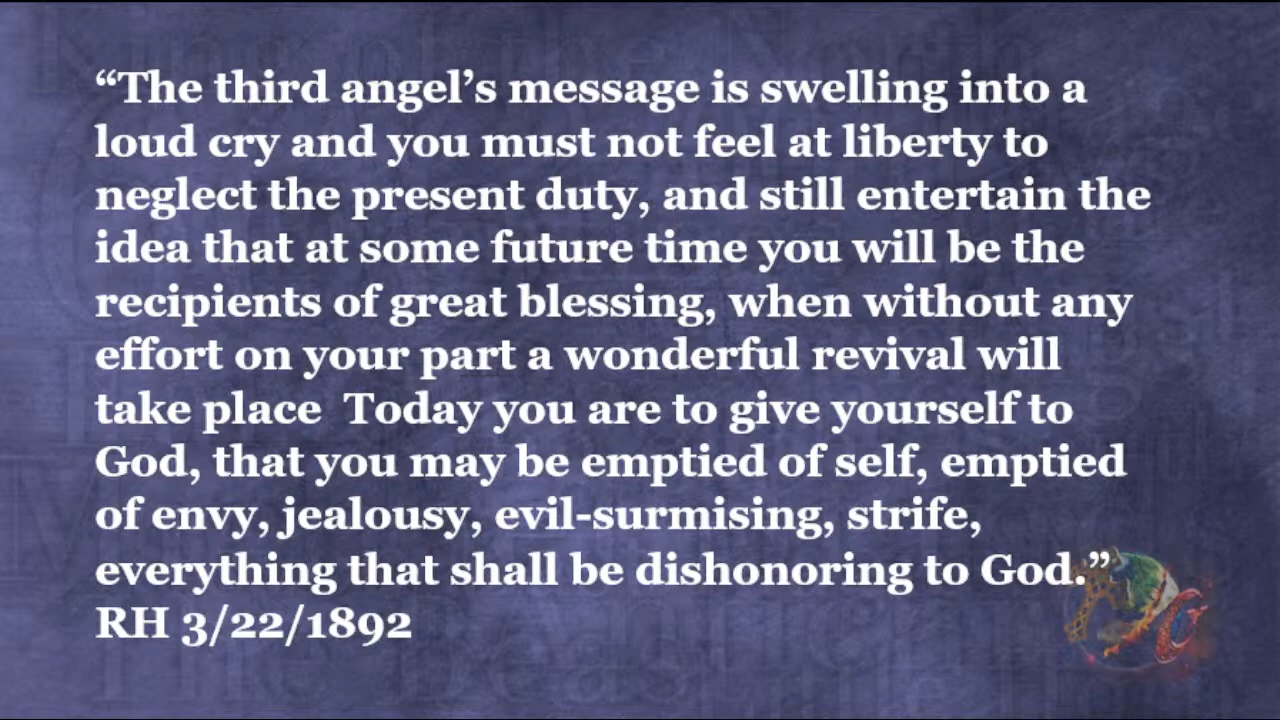 “The third angel’s message is swelling into a
loud cry and you must not feel at liberty to
neglect the present duty, and still entertain the
idea that at some future time you will be the
recipients of great blessing, when without any
effort on your part a wonderful revival will
take place  Today you are to give yourself to
God, that you may be emptied of self, emptied
of envy, jealousy, evil-surmising, strife,
everything that shall be dishonoring to God.”
RH 3/22/1892